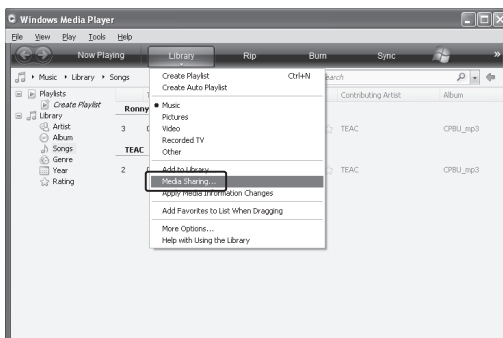 Windows Media Player
File View Play Tools Help
Now Playing Library Rip Burn Sync »
Music Library Songs
Create Playlist Ctrl+N
Create Auto Playlist
Music
Pictures
Video
Recorded TV
Other
Add to Library...
Media Sharing...
Apply Media Information Changes
Add Favorites to List When Dragging
More Options...
Help with Using the Library
Playlists
Create Playlist
Library
Artist
Album
Songs
Genre
Year
Rating
Contributing Artist Album
Ronny
3 TEAC CPBU_mp3
TEAC
2 TEAC CPBU_mp3